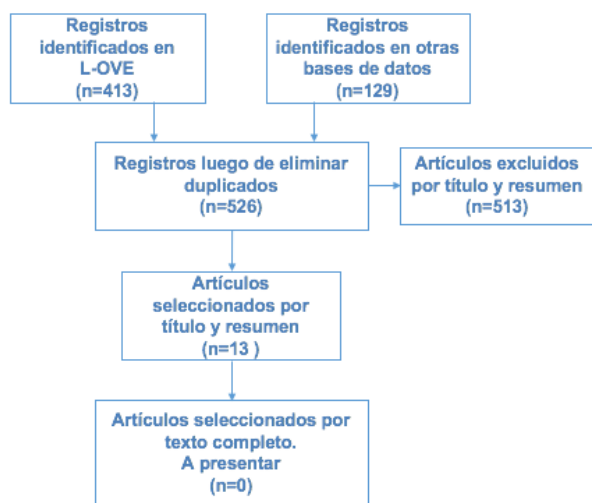 Registros
identificados en
L-OVE
(n=413)
Registros
identificados en otras
bases de datos
(n=129)
Registros luego de eliminar
duplicados
(n=526)
Artículos excluidos
por título y resumen
(n=513)
Artículos
seleccionados por
título y resumen
(n=13 )
Artículos seleccionados por
texto completo.
A presentar
(n=0)